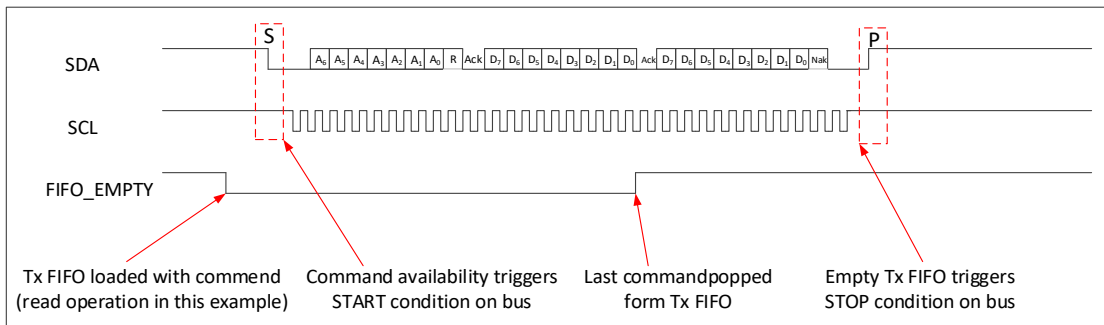 S
P
SDA
A6 A5 A4 A3 A2 A1 A0 R Ack D7 D6 D5 D4 D3 D2 D1 D0 Ack D7 D6 D5 D4 D3 D2 D1 D0 Nak
SCL
FIFO_EMPTY
Tx FIFO loaded with commend
(read operation in this example)
Command availability triggers
START condition on bus
Last commandpopped
form Tx FIFO
Empty Tx FIFO triggers
STOP condition on bus